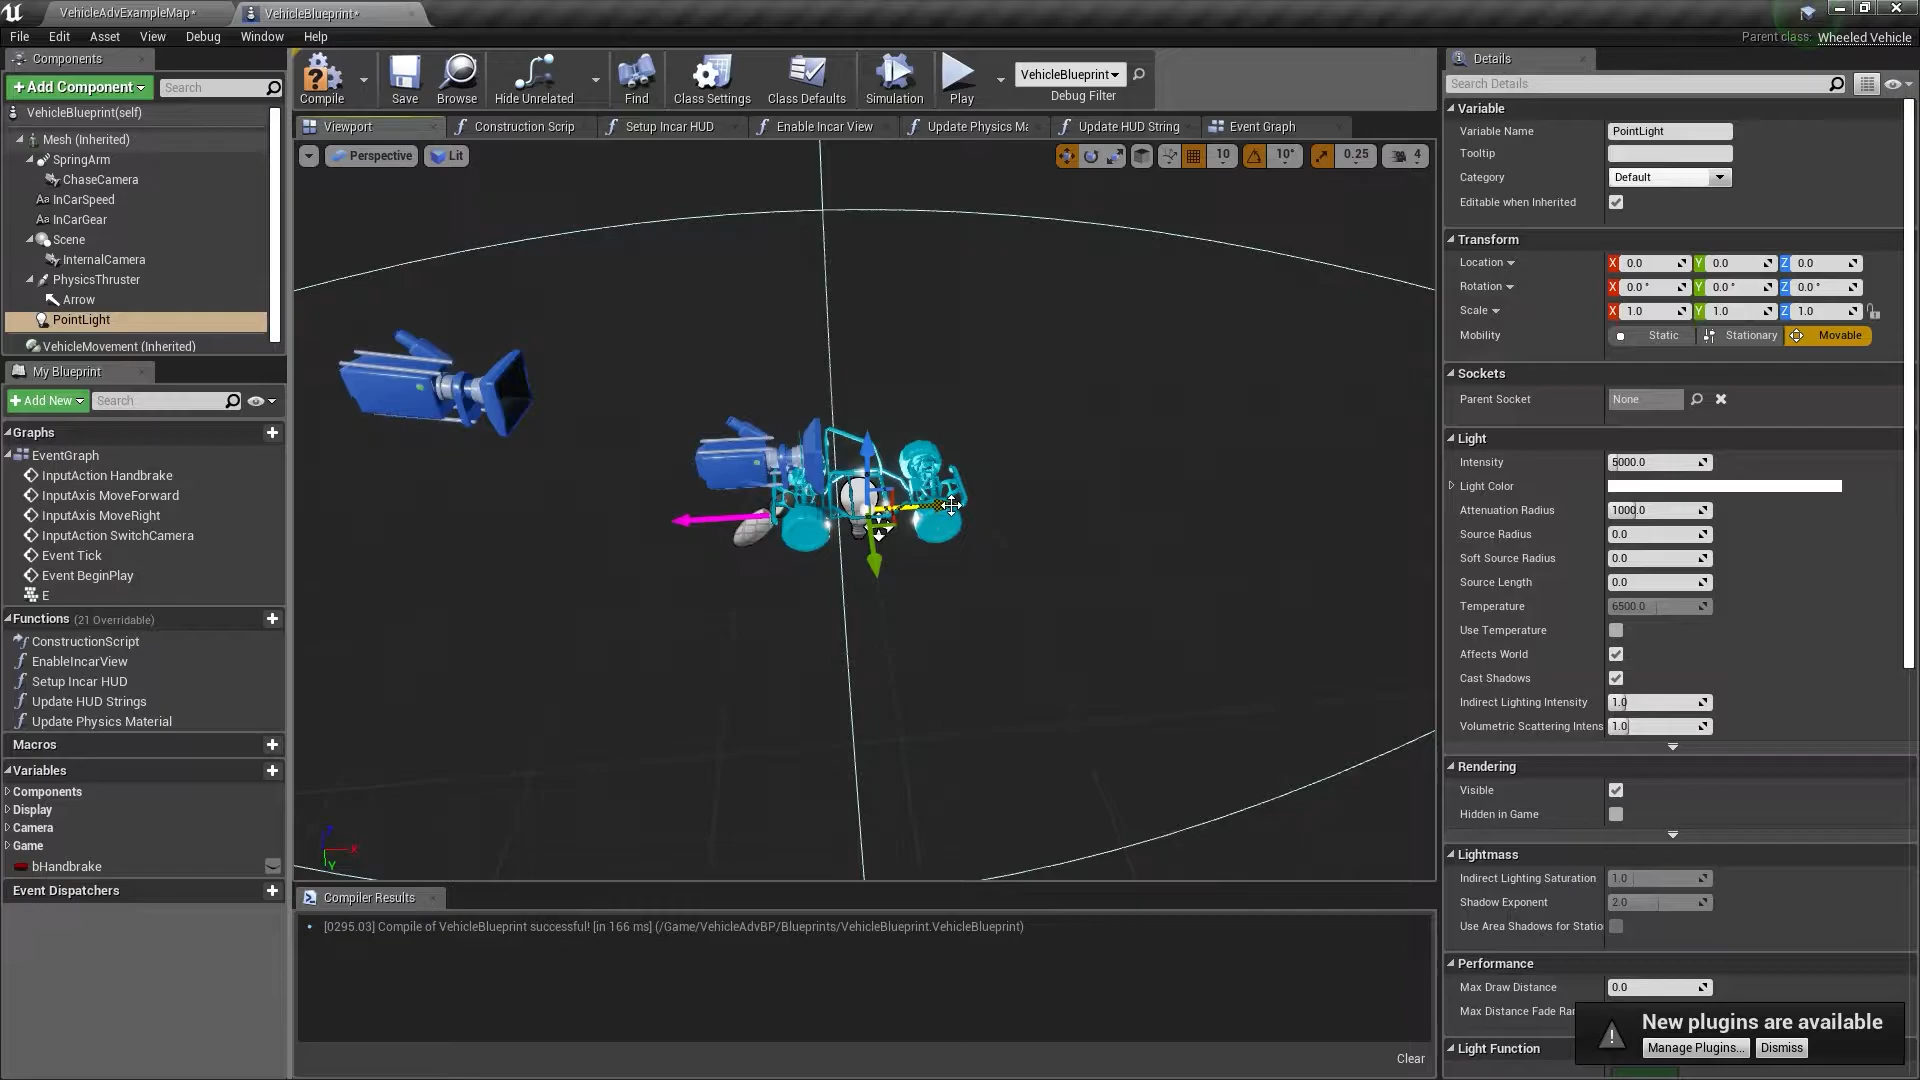 VehicleAdvExampleMap*
VehicleBlueprint*
File Edit Asset View Debug Window Help
Parent class: Wheeled Vehicle
Components
+Add Component
Search
VehicleBlueprint(self)
Mesh (Inherited)
SpringArm
ChaseCamera
InCarSpeed
InCarGear
Scene
InternalCamera
PhysicsThruster
Arrow
PointLight
VehicleMovement (Inherited)
My Blueprint
+Add New
Search
Graphs
EventGraph
InputAction Handbrake
InputAxis MoveForward
InputAxis MoveRight
InputAction SwitchCamera
Event Tick
Event BeginPlay
E
Functions (21 Overridable)
ConstructionScript
EnableIncarView
Setup Incar HUD
Update HUD Strings
Update Physics Material
Macros
Variables
Components
Display
Camera
Game
bHandbrake
Event Dispatchers
Compile
Save
Browse
Hide Unrelated
Find
Class Settings
Class Defaults
Simulation
Play
VehicleBlueprint
Debug Filter
Viewport
Construction Scrip
Setup Incar HUD
Enable Incar View
Update Physics Ma
Update HUD String
Event Graph
Perspective
Lit
10
10°
0.25
4
Z
X
Y
Compiler Results
[0295.03] Compile of VehicleBlueprint successful! [in 166 ms] (/Game/VehicleAdvBP/Blueprints/VehicleBlueprint.VehicleBlueprint)
Clear
Details
Search Details
Variable
Variable Name PointLight
Tooltip
Category Default
Editable when Inherited
Transform
Location X 0.0 Y 0.0 Z 0.0
Rotation X 0.0° Y 0.0° Z 0.0°
Scale X 1.0 Y 1.0 Z 1.0
Mobility Static Stationary Movable
Sockets
Parent Socket None
Light
Intensity 5000.0
Light Color
Attenuation Radius 1000.0
Source Radius 0.0
Soft Source Radius 0.0
Source Length 0.0
Temperature 6500.0
Use Temperature
Affects World
Cast Shadows
Indirect Lighting Intensity 1.0
Volumetric Scattering Intens 1.0
Rendering
Visible
Hidden in Game
Lightmass
Indirect Lighting Saturation 1.0
Shadow Exponent 2.0
Use Area Shadows for Statio
Performance
Max Draw Distance 0.0
Max Distance Fade Ran
Light Function
New plugins are available
Manage Plugins...
Dismiss